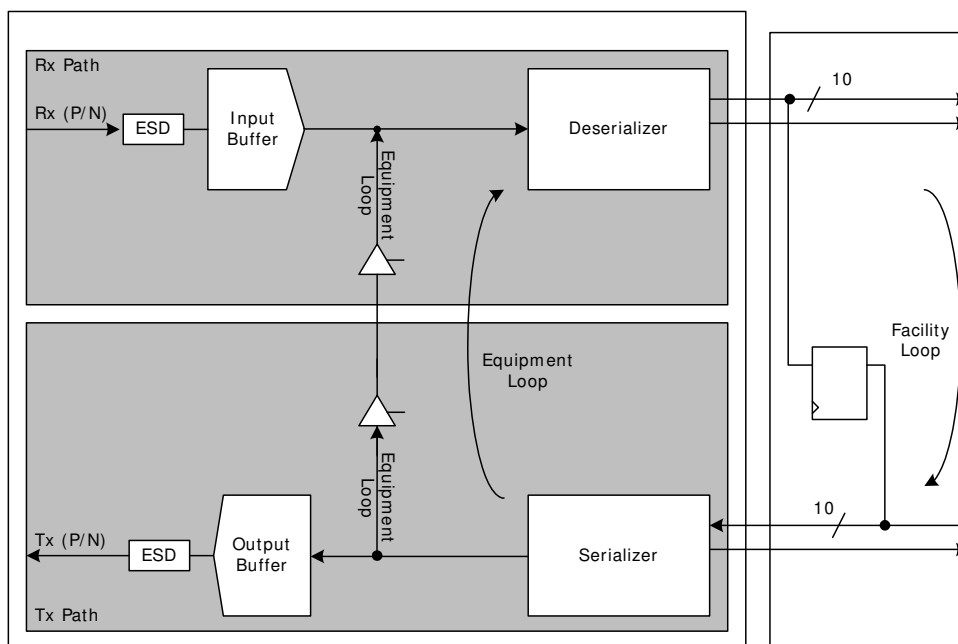 Rx Path
10
Rx (P/N)
ESD
Input
Buffer
Deserializer
Equipment
Loop
Equipment
Loop
Facility
Loop
Equipment
Loop
10
Tx (P/N)
ESD
Output
Buffer
Serializer
Tx Path